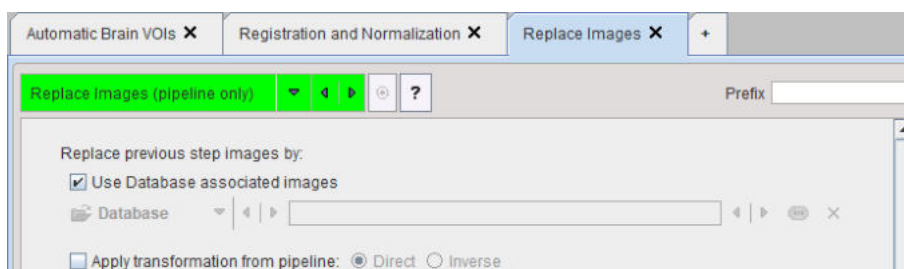 Automatic Brain VOIs Registration and Normalization Replace Images +
Replace Images (pipeline only) ? Prefix
Replace previous step images by:
Use Database associated images
Database
Apply transformation from pipeline: Direct Inverse